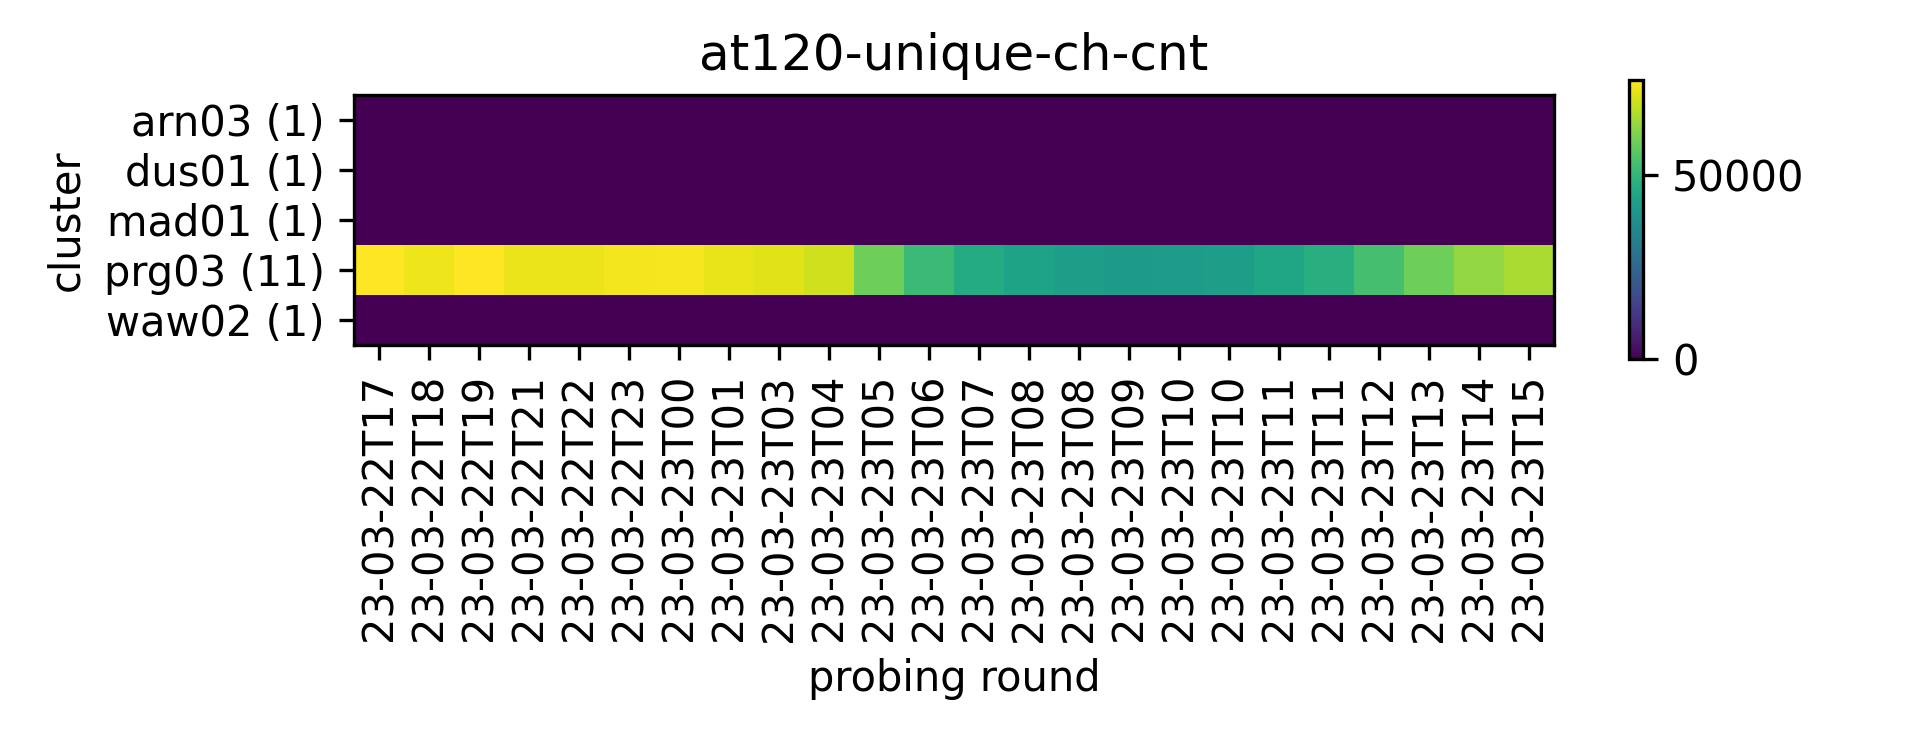 at120-unique-ch-cnt
cluster
arn03 (1)
dus01 (1)
mad01 (1)
prg03 (11)
waw02 (1)
50000
0
23-03-22T17
23-03-22T18
23-03-22T19
23-03-22T21
23-03-22T22
23-03-22T23
23-03-23T00
23-03-23T01
23-03-23T03
23-03-23T04
23-03-23T05
23-03-23T06
23-03-23T07
23-03-23T08
23-03-23T08
23-03-23T09
23-03-23T10
23-03-23T10
23-03-23T11
23-03-23T11
23-03-23T12
23-03-23T13
23-03-23T14
23-03-23T15
probing round